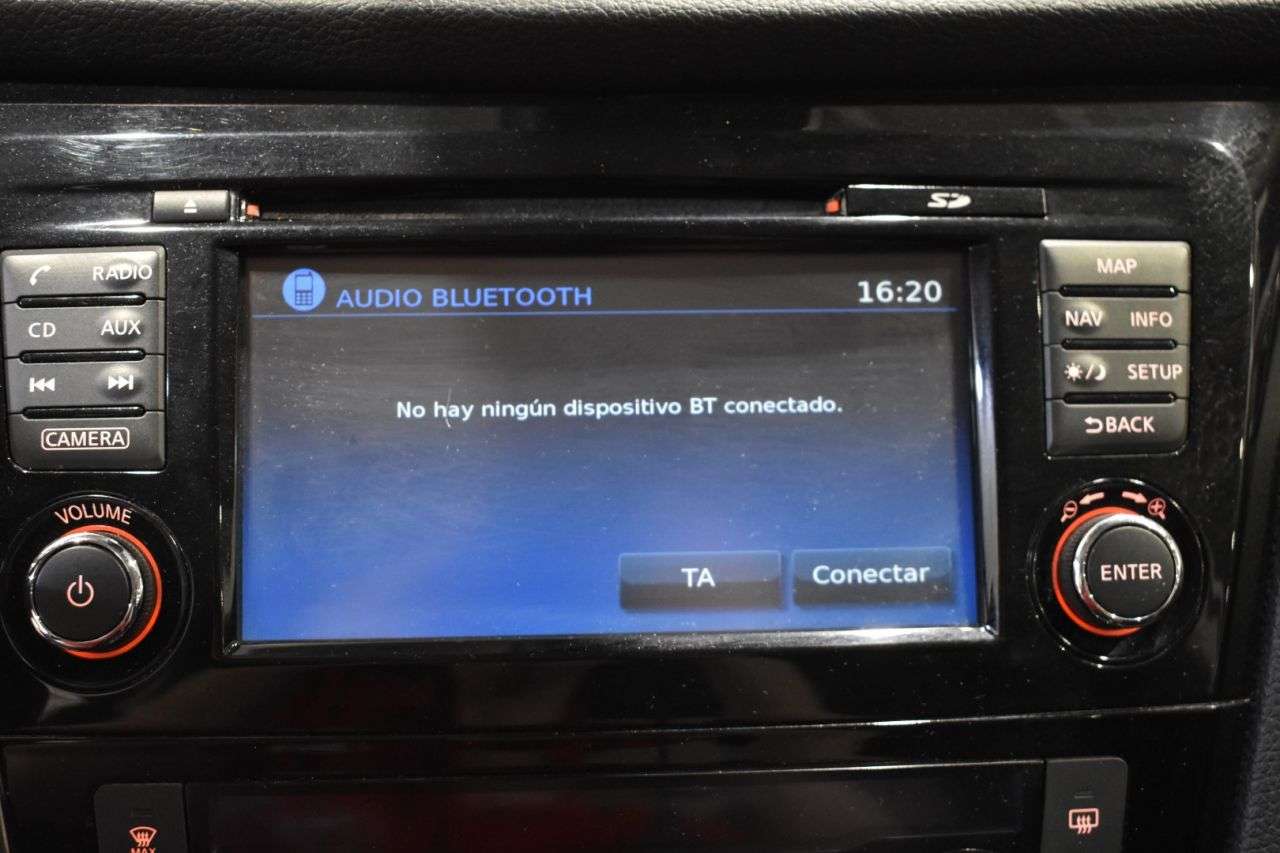 SD
RADIO
CD AUX
CAMERA
VOLUME
AUDIO BLUETOOTH 16:20
No hay ningún dispositivo BT conectado.
TA Conectar
MAP
NAV INFO
SETUP
BACK
ENTER
MAX